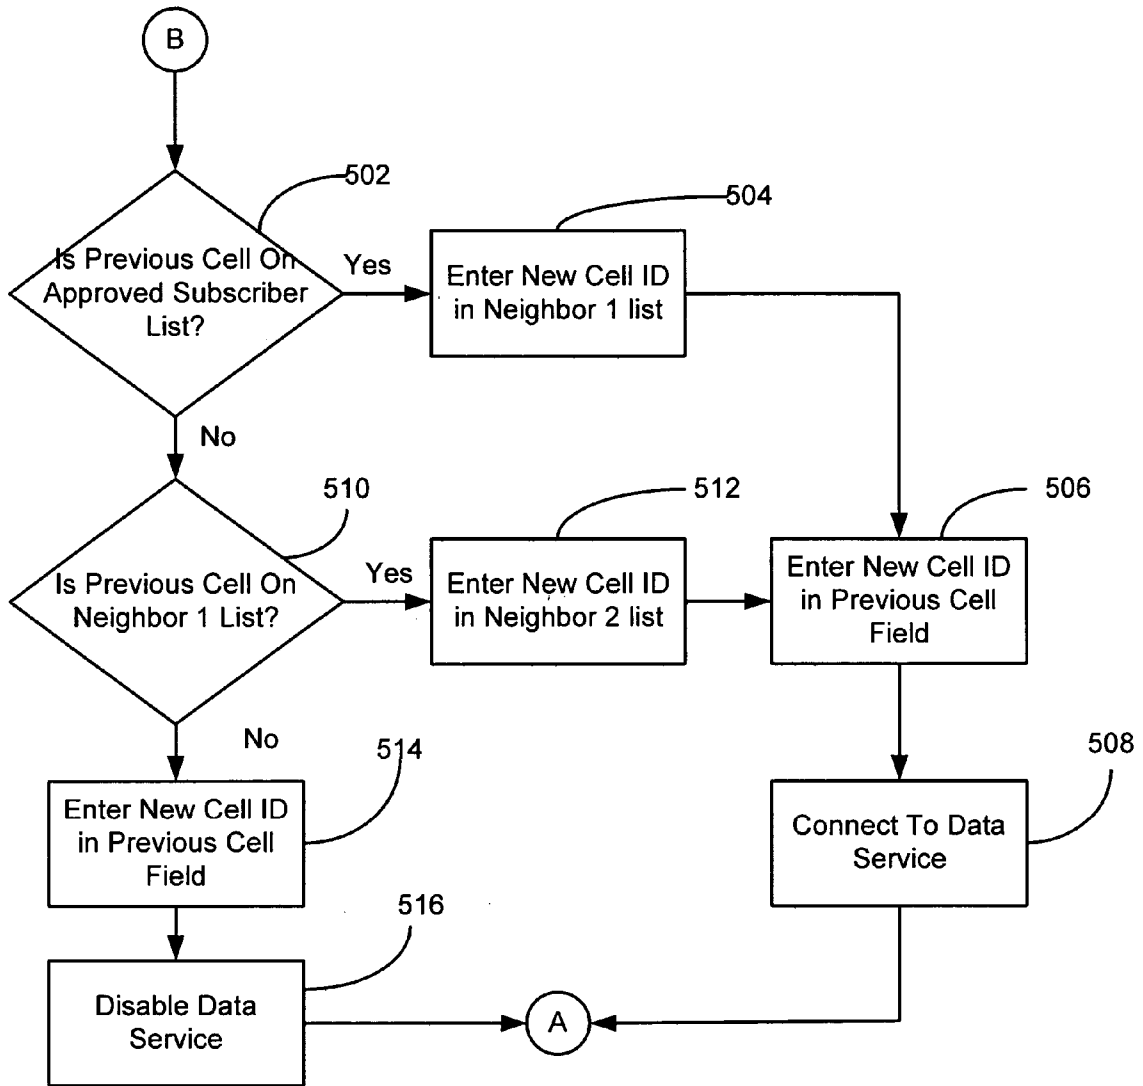 B
502
Is Previous Cell On
Approved Subscriber
List?
Yes
504
Enter New Cell ID
in Neighbor 1 list
No
510
Is Previous Cell On
Neighbor 1 List?
Yes
512
Enter New Cell ID
in Neighbor 2 list
506
Enter New Cell ID
in Previous Cell
Field
No
514
Enter New Cell ID
in Previous Cell
Field
508
Connect To Data
Service
516
Disable Data
Service
A